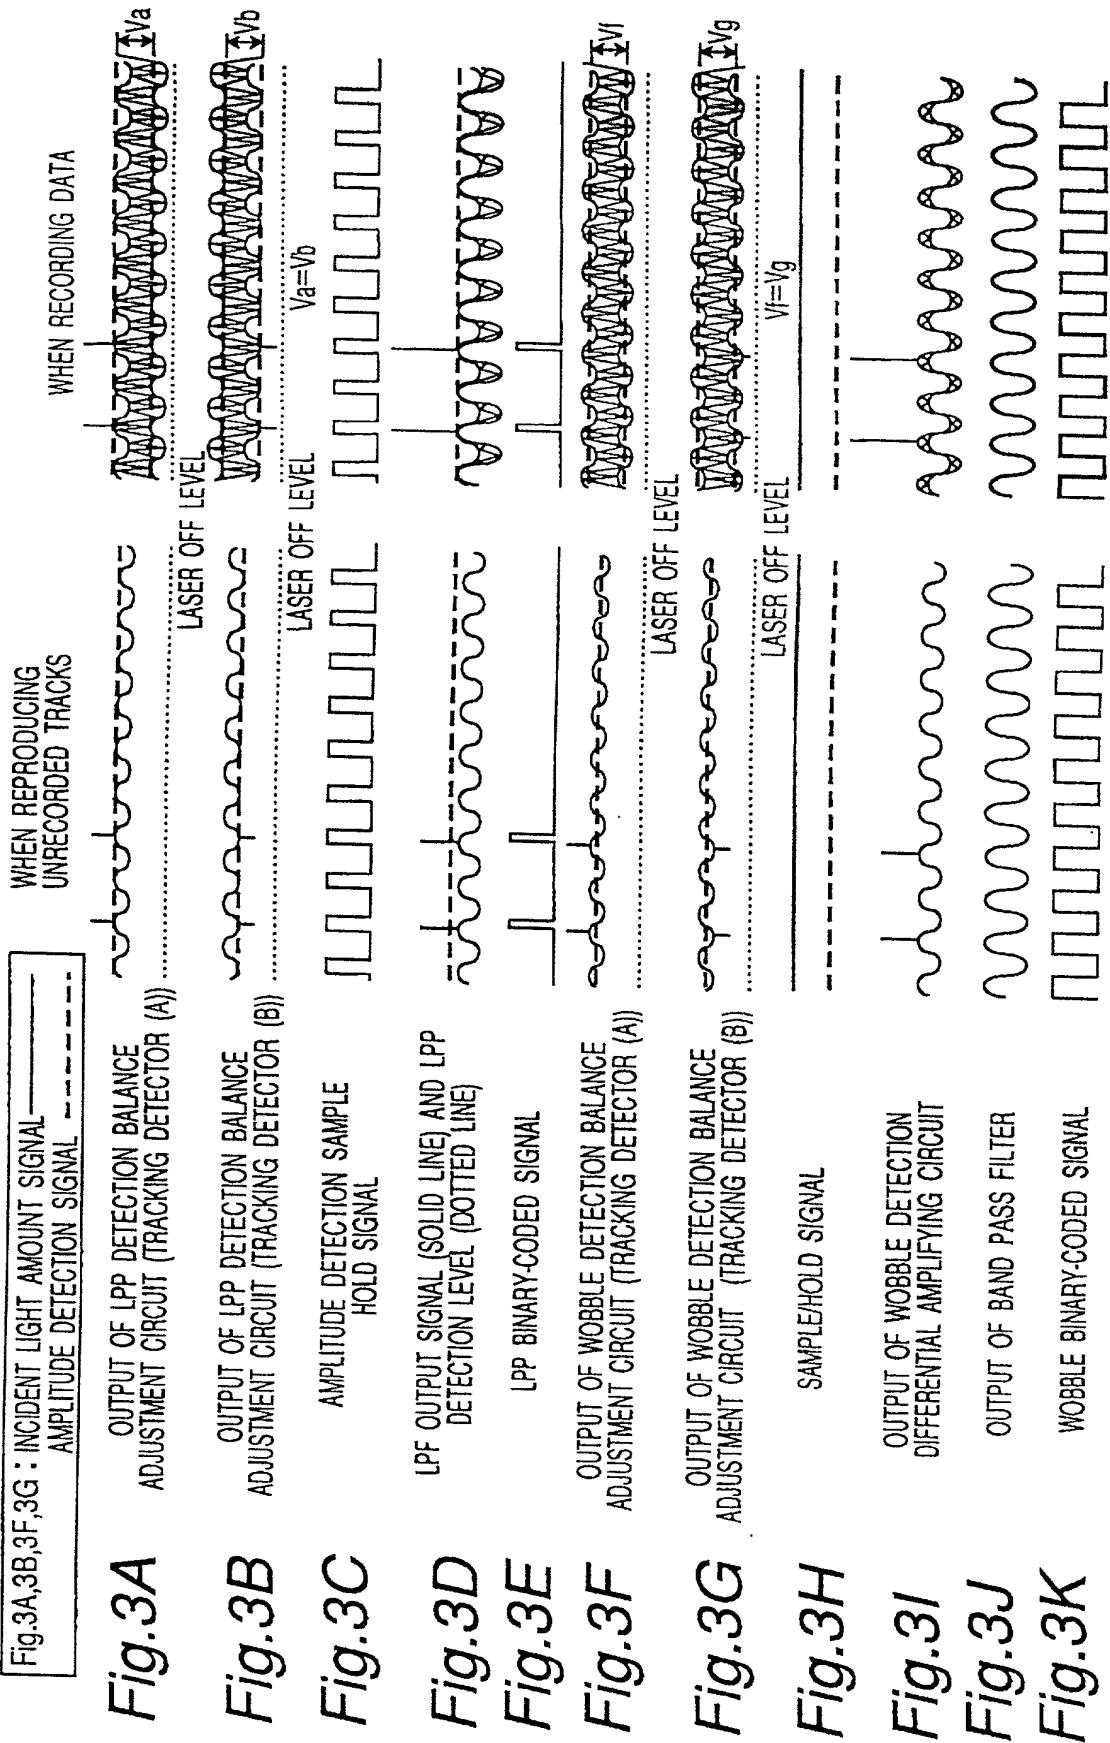 Fig.3A,3B,3F,3G : INCIDENT LIGHT AMOUNT SIGNAL
AMPLITUDE DETECTION SIGNAL
WHEN REPRODUCING
UNRECORDED TRACKS
WHEN RECORDING DATA
Fig.3A
OUTPUT OF LPP DETECTION BALANCE
ADJUSTMENT CIRCUIT (TRACKING DETECTOR (A))
Va
LASER OFF LEVEL
Fig.3B
OUTPUT OF LPP DETECTION BALANCE
ADJUSTMENT CIRCUIT (TRACKING DETECTOR (B))
Vb
LASER OFF LEVEL
Va=Vb
Fig.3C
AMPLITUDE DETECTION SAMPLE
HOLD SIGNAL
Fig.3D
LPF OUTPUT SIGNAL (SOLID LINE) AND LPP
DETECTION LEVEL (DOTTED LINE)
Fig.3E
LPP BINARY-CODED SIGNAL
Fig.3F
OUTPUT OF WOBBLE DETECTION BALANCE
ADJUSTMENT CIRCUIT (TRACKING DETECTOR (A))
Vf
LASER OFF LEVEL
Fig.3G
OUTPUT OF WOBBLE DETECTION BALANCE
ADJUSTMENT CIRCUIT (TRACKING DETECTOR (B))
Vg
LASER OFF LEVEL
Vf=Vg
Fig.3H
SAMPLE/HOLD SIGNAL
Fig.3I
OUTPUT OF WOBBLE DETECTION
DIFFERENTIAL AMPLIFYING CIRCUIT
Fig.3J
OUTPUT OF BAND PASS FILTER
Fig.3K
WOBBLE BINARY-CODED SIGNAL